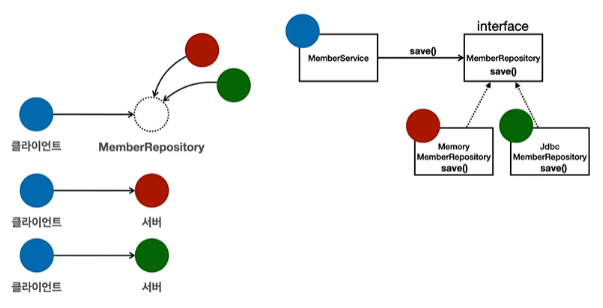 클라이언트
MemberRepository
클라이언트
서버
클라이언트
서버
interface
MemberService
save()
MemberRepository
save()
Memory
MemberRepository
save()
Jdbc
MemberRepository
save()